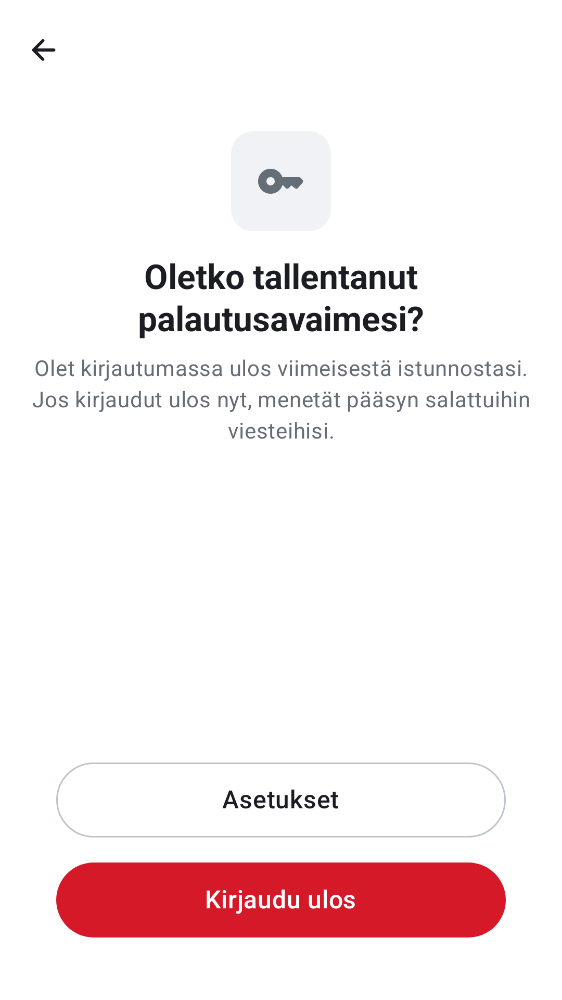 Oletko tallentanut
palautusavaimesi?
Olet kirjautumassa ulos viimeisestä istunnostasi.
Jos kirjaudut ulos nyt, menetät pääsyn salattuihin
viesteihisi.
Asetukset
Kirjaudu ulos